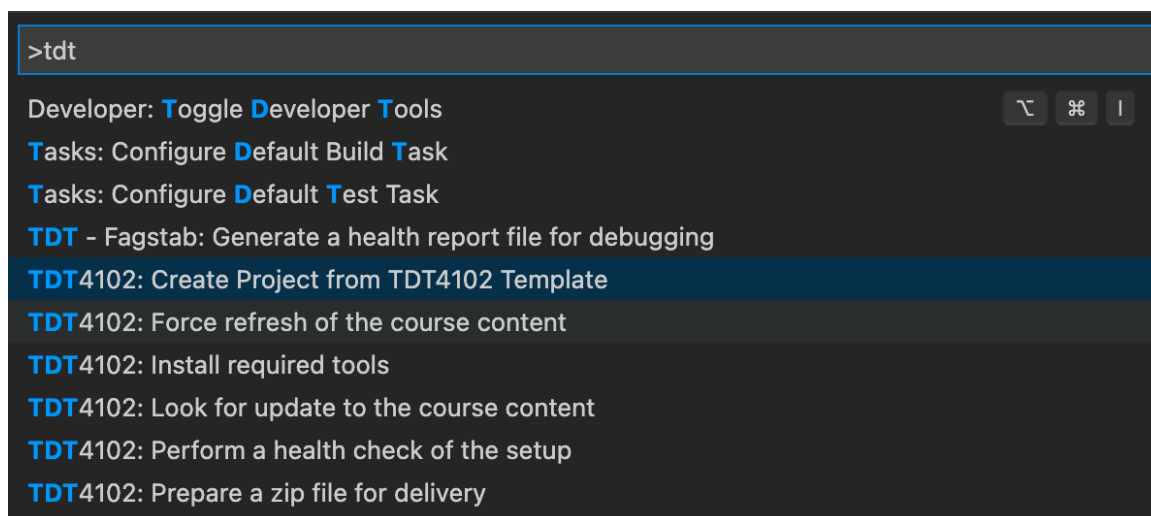 >tdt
Developer: Toggle Developer Tools ⌥ ⌘ I
Tasks: Configure Default Build Task
Tasks: Configure Default Test Task
TDT - Fagstab: Generate a health report file for debugging
TDT4102: Create Project from TDT4102 Template
TDT4102: Force refresh of the course content
TDT4102: Install required tools
TDT4102: Look for update to the course content
TDT4102: Perform a health check of the setup
TDT4102: Prepare a zip file for delivery